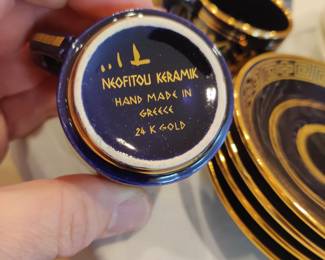 NEOFITOU KERAMIK
HAND MADE IN
GREECE
24 K GOLD